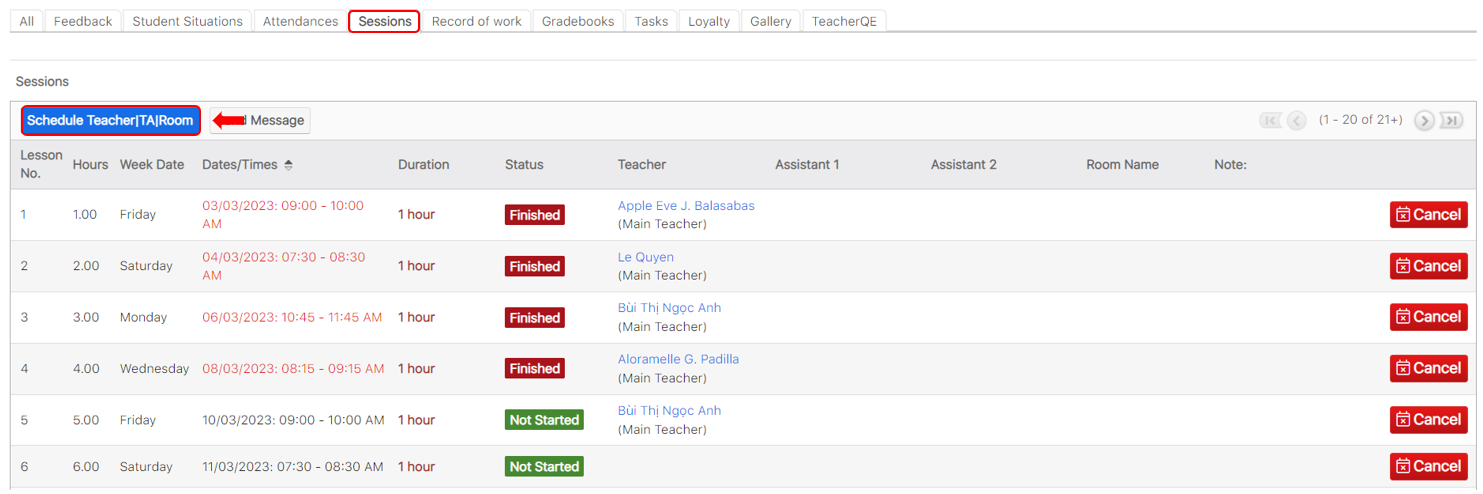 All Feedback Student Situations Attendances Sessions Record of work Gradebooks Tasks Loyalty Gallery TeacherQE
Sessions
Schedule Teacher|TA|Room Message (1 - 20 of 21+)
Lesson No. Hours Week Date Dates/Times Duration Status Teacher Assistant 1 Assistant 2 Room Name Note:
1 1.00 Friday 03/03/2023: 09:00 - 10:00 AM 1 hour Finished Apple Eve J. Balasabas (Main Teacher) Cancel
2 2.00 Saturday 04/03/2023: 07:30 - 08:30 AM 1 hour Finished Le Quyen (Main Teacher) Cancel
3 3.00 Monday 06/03/2023: 10:45 - 11:45 AM 1 hour Finished Bùi Thị Ngọc Anh (Main Teacher) Cancel
4 4.00 Wednesday 08/03/2023: 08:15 - 09:15 AM 1 hour Finished Aloramelle G. Padilla (Main Teacher) Cancel
5 5.00 Friday 10/03/2023: 09:00 - 10:00 AM 1 hour Not Started Bùi Thị Ngọc Anh (Main Teacher) Cancel
6 6.00 Saturday 11/03/2023: 07:30 - 08:30 AM 1 hour Not Started Cancel